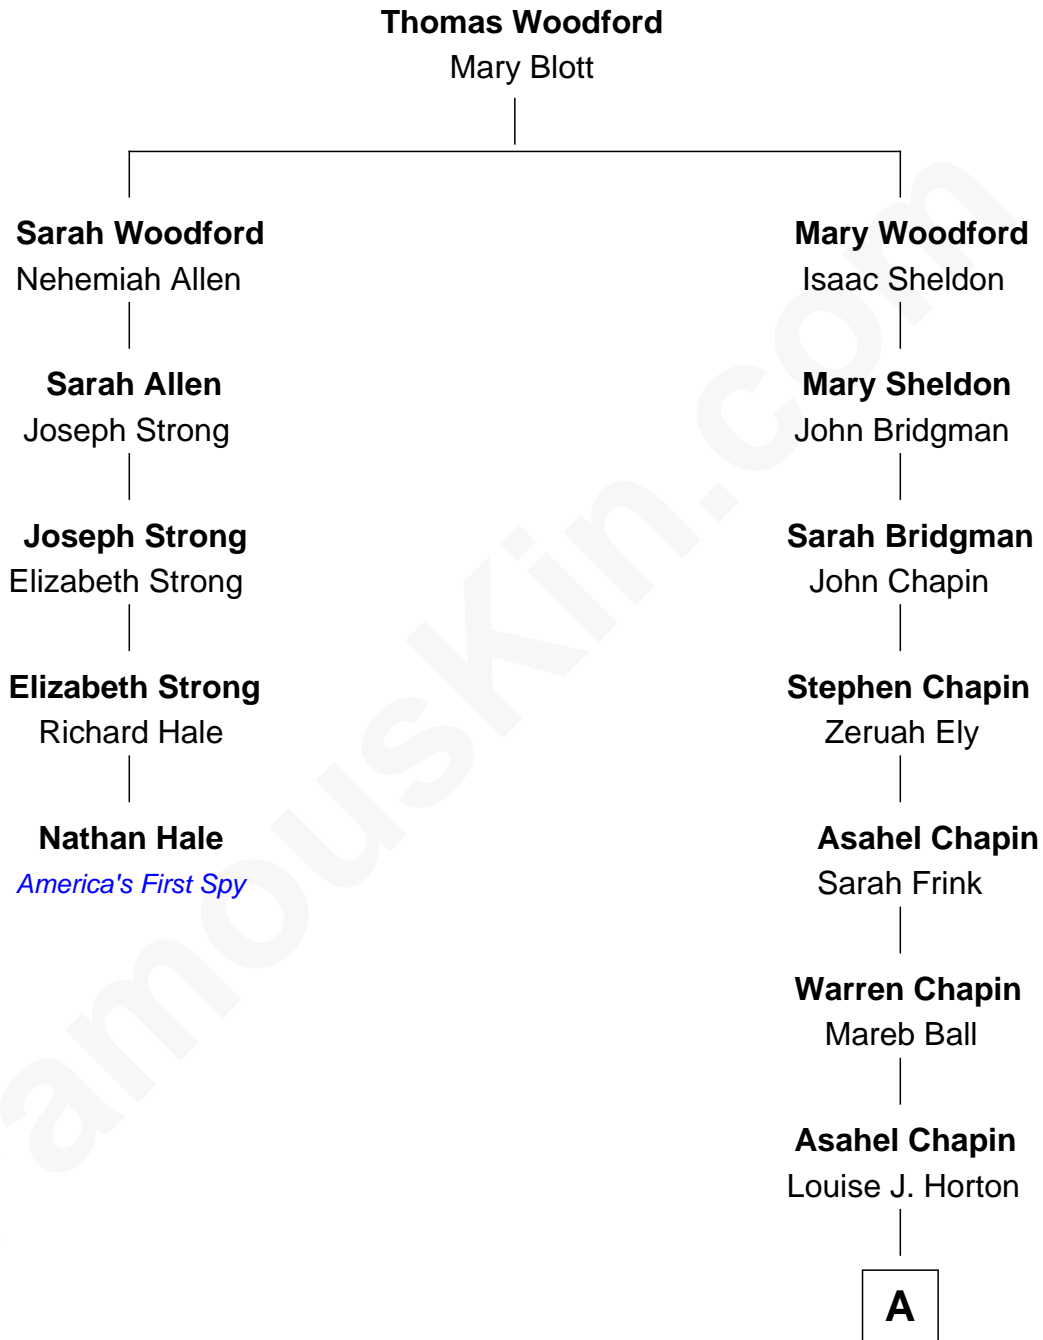 Thomas Woodford
Mary Blott
Sarah Woodford
Nehemiah Allen
Sarah Allen
Joseph Strong
Joseph Strong
Elizabeth Strong
Elizabeth Strong
Richard Hale
Nathan Hale
America's First Spy
Mary Woodford
Isaac Sheldon
Mary Sheldon
John Bridgman
Sarah Bridgman
John Chapin
Stephen Chapin
Zeruah Ely
Asahel Chapin
Sarah Frink
Warren Chapin
Mareb Ball
Asahel Chapin
Louise J. Horton
A
amousKin.com